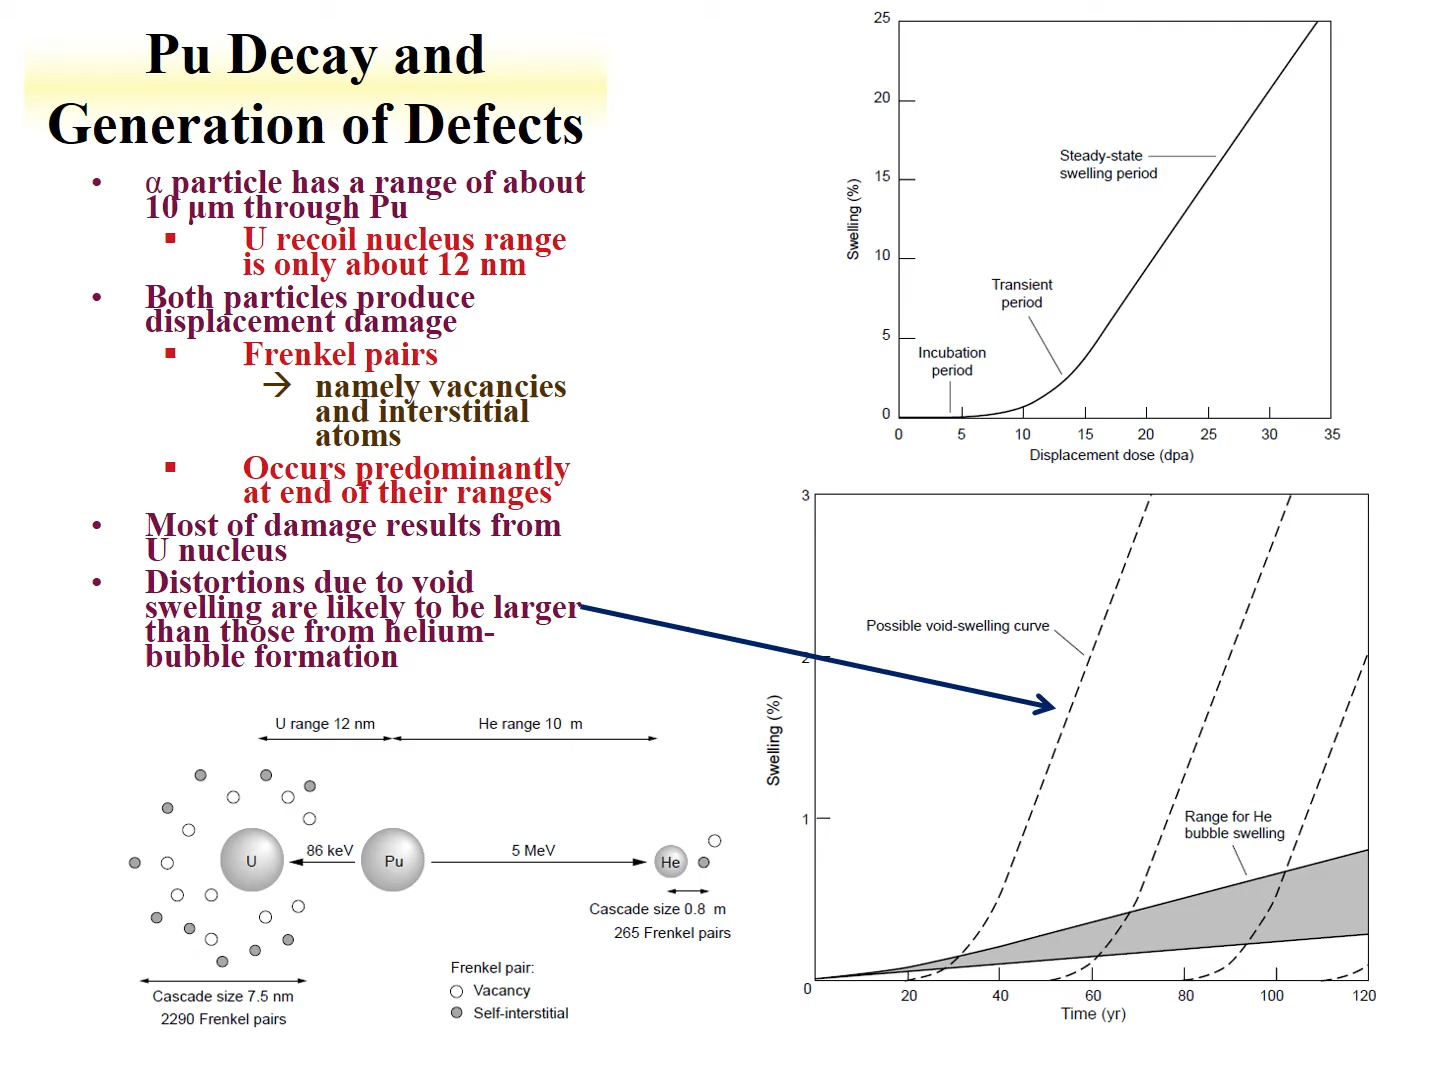 Pu Decay and
Generation of Defects
• α particle has a range of about
10 μm through Pu
▪ U recoil nucleus range
is only about 12 nm
• Both particles produce
displacement damage
▪ Frenkel pairs
→ namely vacancies
and interstitial
atoms
▪ Occurs predominantly
at end of their ranges
• Most of damage results from
U nucleus
• Distortions due to void
swelling are likely to be larger
than those from helium-
bubble formation
U range 12 nm
He range 10 m
U
86 keV
Pu
5 MeV
He
Cascade size 0.8 m
265 Frenkel pairs
Frenkel pair:
Vacancy
Self-interstitial
Cascade size 7.5 nm
2290 Frenkel pairs
25
20
15
10
5
0
Swelling (%)
Steady-state
swelling period
Transient
period
Incubation
period
0 5 10 15 20 25 30 35
Displacement dose (dpa)
3
2
1
0
Swelling (%)
Possible void-swelling curve
Range for He
bubble swelling
20 40 60 80 100 120
Time (yr)